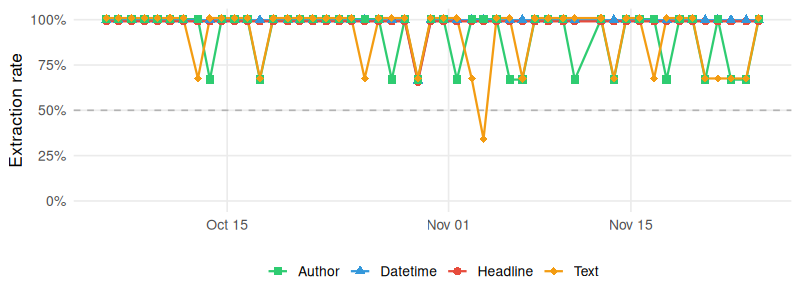 100%
75%
50%
25%
0%
Extraction rate
Oct 15 Nov 01 Nov 15
Author Datetime Headline Text